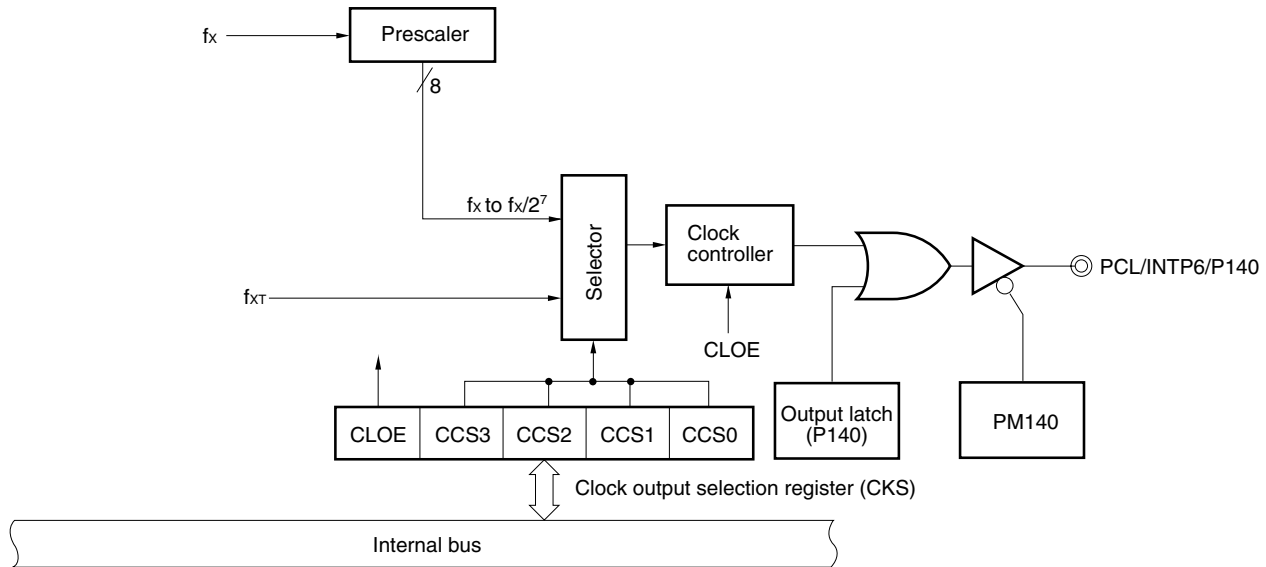 fX
Prescaler
8
fX to fX/2⁷
Selector
Clock
controller
PCL/INTP6/P140
fXT
CLOE
CLOE
CCS3
CCS2
CCS1
CCS0
Output latch
(P140)
PM140
Clock output selection register (CKS)
Internal bus